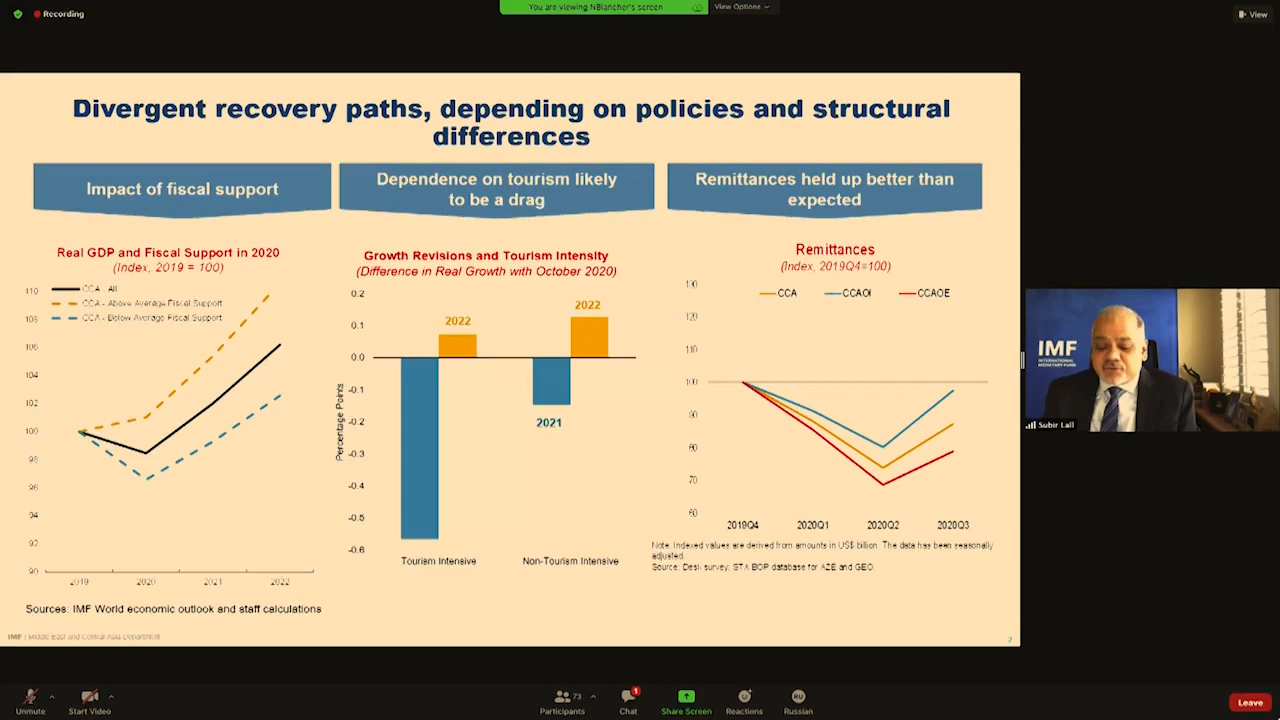 Recording
You are viewing NBlancher's screen
View Options
View
Divergent recovery paths, depending on policies and structural
differences
Impact of fiscal support
Dependence on tourism likely
to be a drag
Remittances held up better than
expected
Real GDP and Fiscal Support in 2020
(Index, 2019 = 100)
CCA - All
CCA - Above Average Fiscal Support
CCA - Below Average Fiscal Support
110
108
106
104
102
100
98
96
94
92
90
2019 2020 2021 2022
Sources: IMF World economic outlook and staff calculations
Growth Revisions and Tourism Intensity
(Difference in Real Growth with October 2020)
Percentage Points
0.2
0.1
0.0
-0.1
-0.2
-0.3
-0.4
-0.5
-0.6
2022
2022
2021
Tourism Intensive Non-Tourism Intensive
Remittances
(Index, 2019Q4=100)
CCA CCAOI CCAOE
130
120
110
100
90
80
70
60
2019Q4 2020Q1 2020Q2 2020Q3
Note: Indexed values are derived from amounts in US$ billion. The data has been seasonally
adjusted.
Source: Desk survey; STA BOP database for AZE and GEO
IMF | Middle East and Central Asia Department
2
IMF
INTERNATIONAL
MONETARY FUND
Subir Lall
Unmute
Start Video
73
Participants
1
Chat
Share Screen
Reactions
RU
Russian
Leave